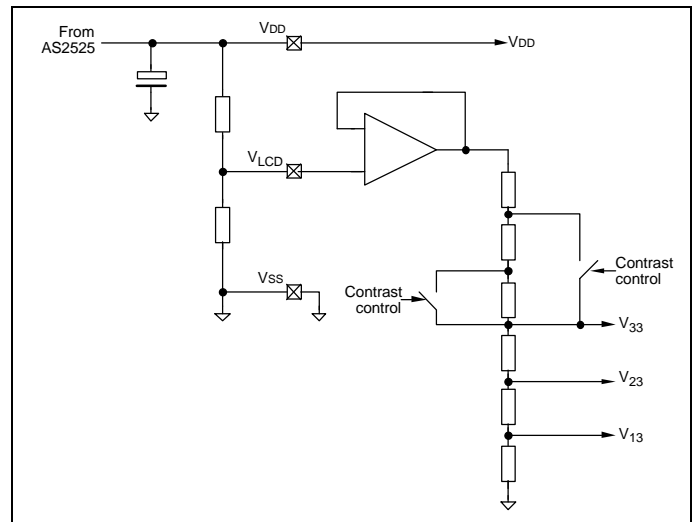 From
AS2525
VDD
VDD
VLCD
VSS
Contrast
control
Contrast
control
V33
V23
V13